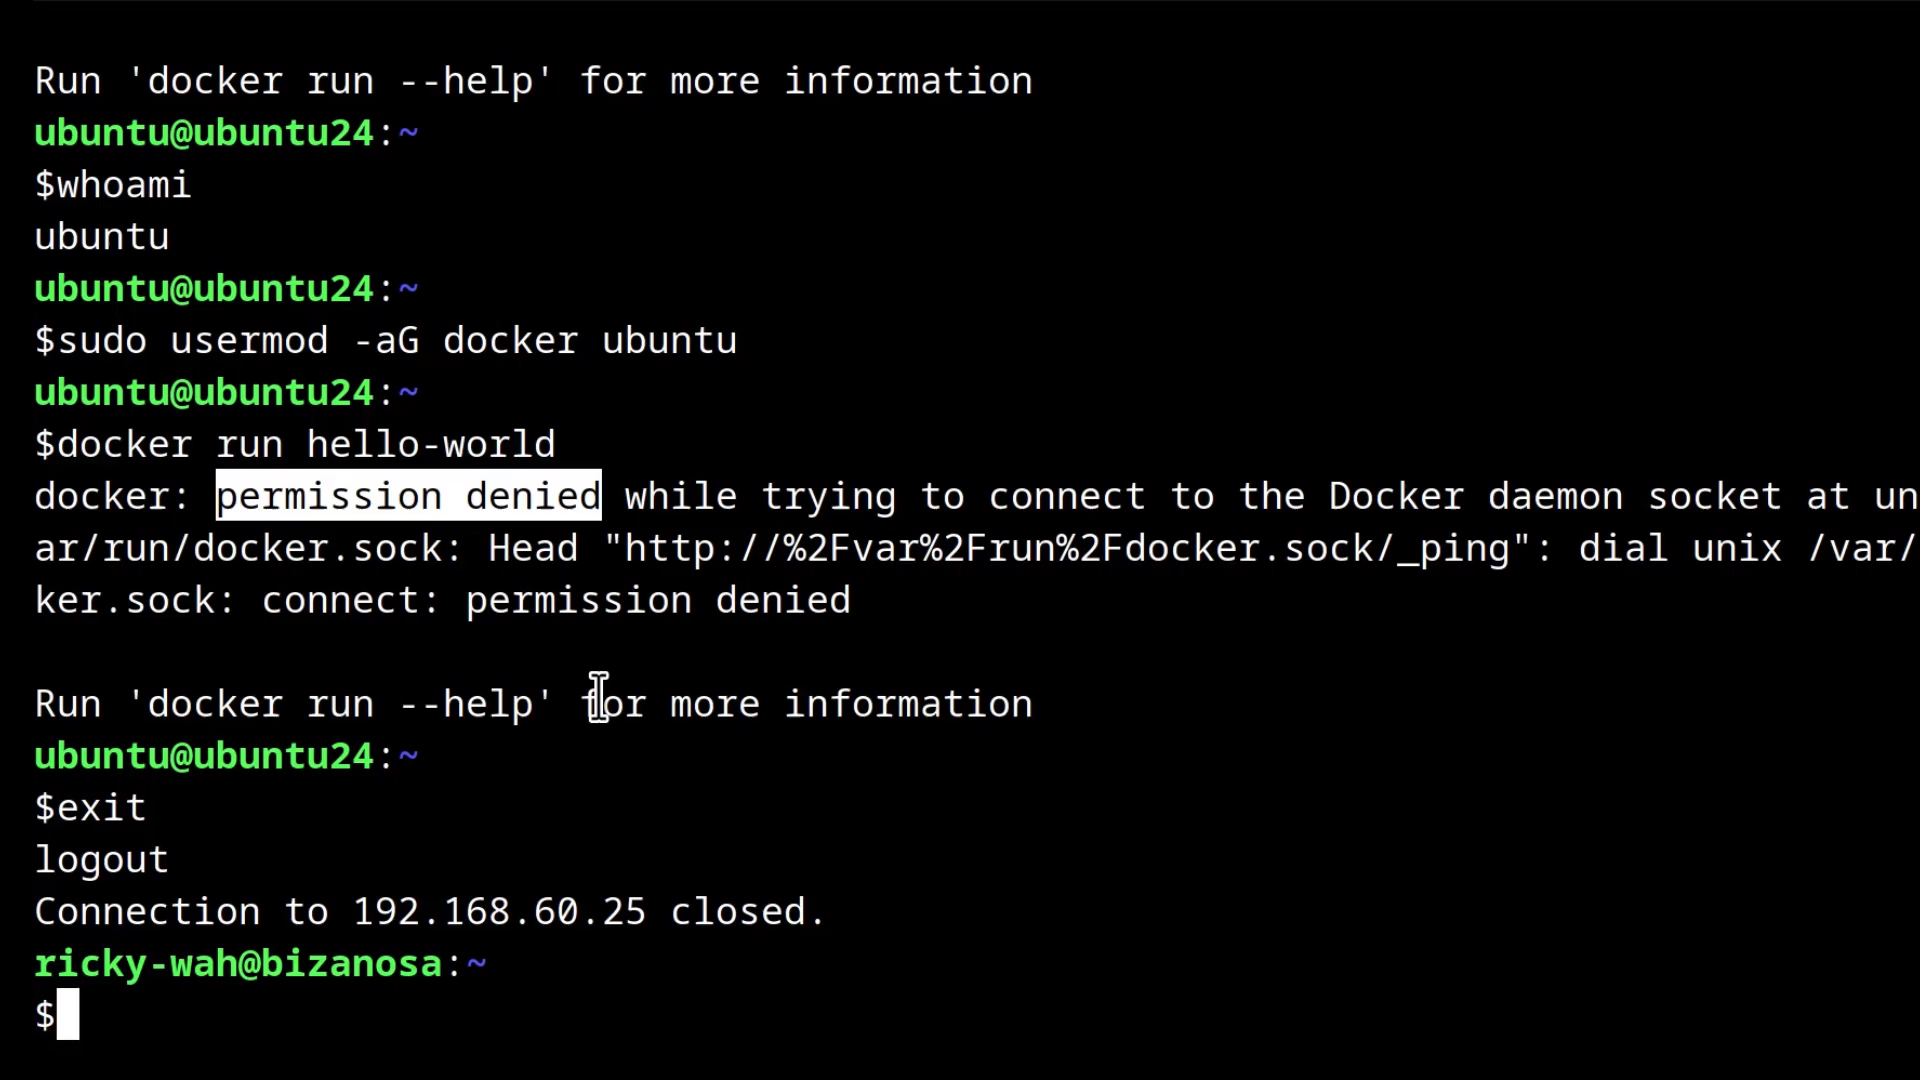 Run 'docker run --help' for more information
ubuntu@ubuntu24:~
$whoami
ubuntu
ubuntu@ubuntu24:~
$sudo usermod -aG docker ubuntu
ubuntu@ubuntu24:~
$docker run hello-world
docker: permission denied while trying to connect to the Docker daemon socket at un
ar/run/docker.sock: Head "http://%2Fvar%2Frun%2Fdocker.sock/_ping": dial unix /var/
ker.sock: connect: permission denied
Run 'docker run --help' for more information
ubuntu@ubuntu24:~
$exit
logout
Connection to 192.168.60.25 closed.
ricky-wah@bizanosa:~
$